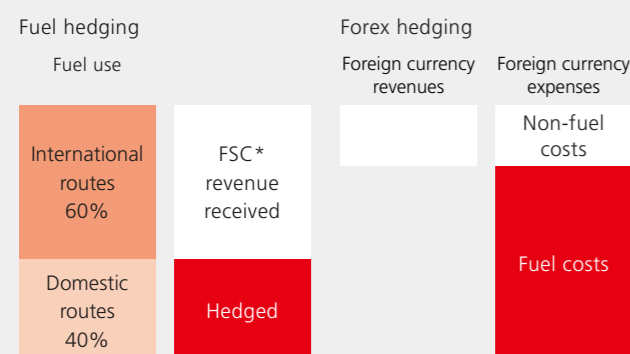 Fuel hedging
Fuel use
International
routes
60%
Domestic
routes
40%
FSC*
revenue
received
Hedged
Forex hedging
Foreign currency
revenues
Foreign currency
expenses
Non-fuel
costs
Fuel costs